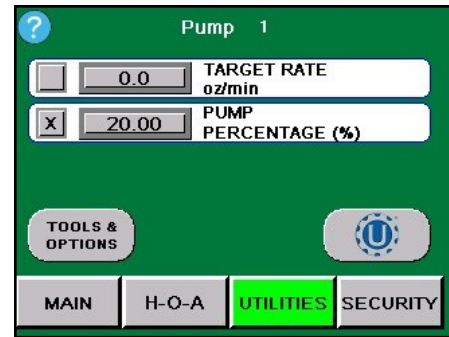 ?
Pump 1
0.0
TARGET RATE
oz/min
X
20.00
PUMP
PERCENTAGE (%)
TOOLS &
OPTIONS
U
MAIN
H-O-A
UTILITIES
SECURITY